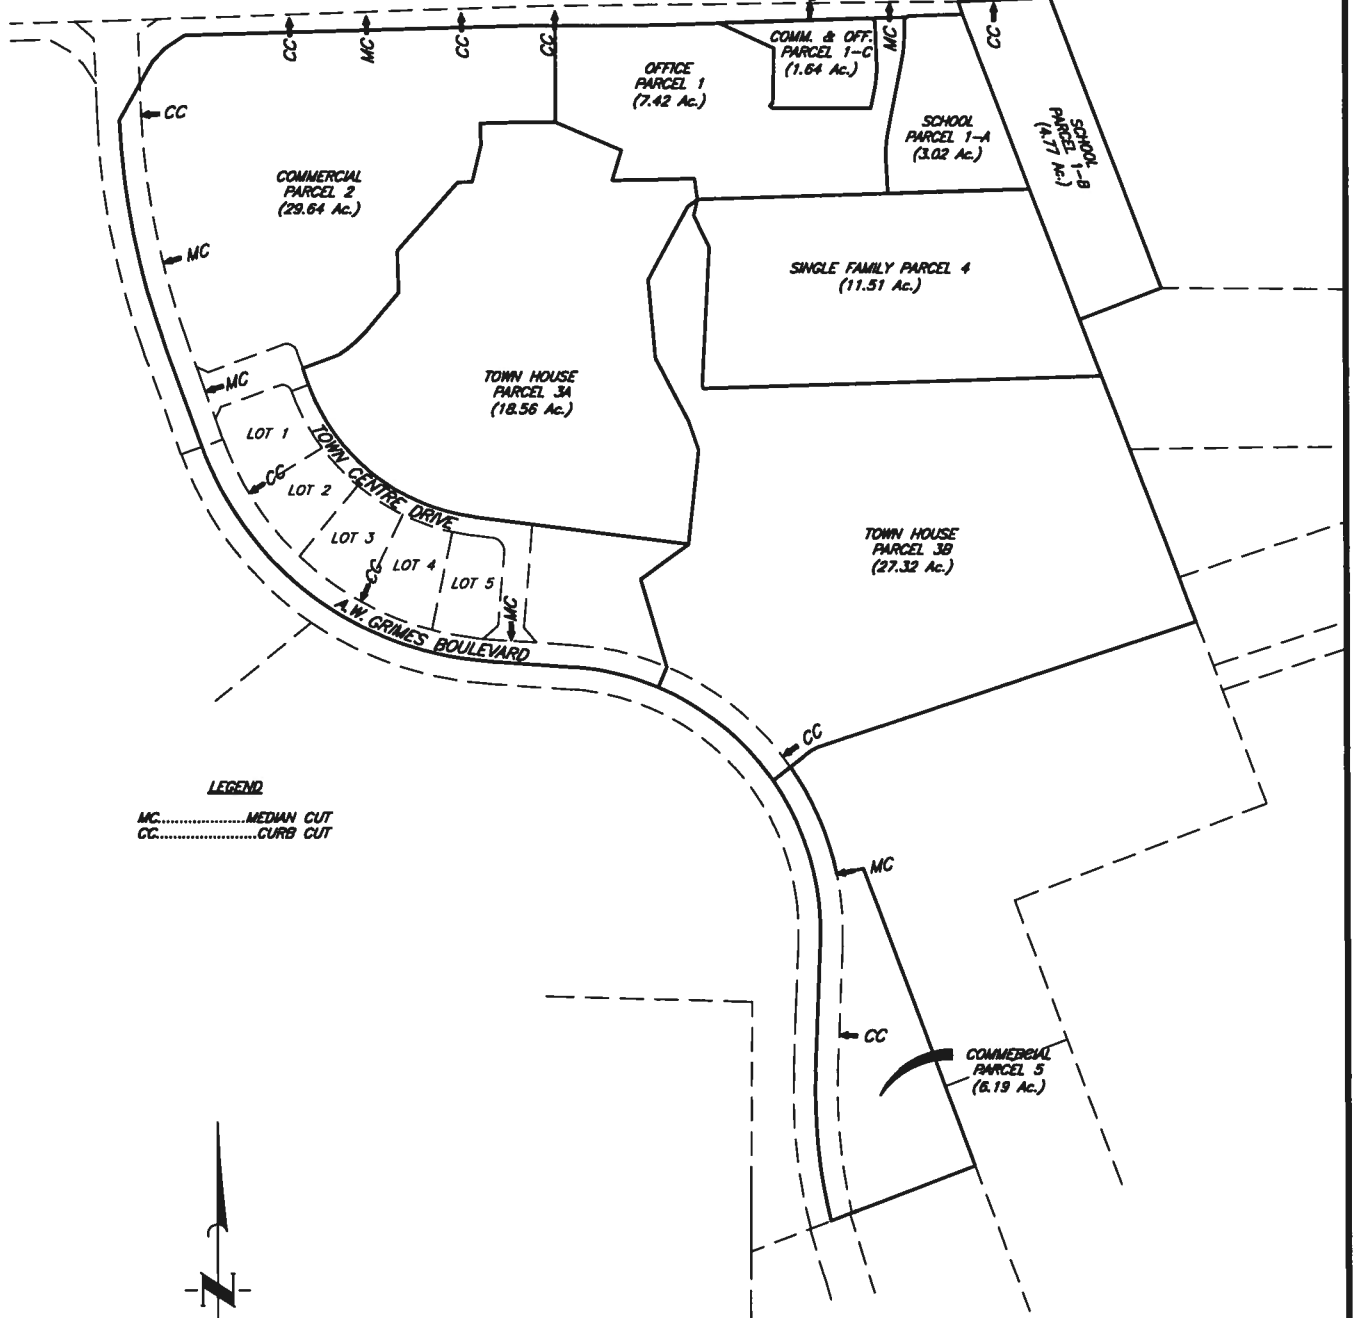 CC
MC
CC
CC
MC
CC
COMM. & OFF.
PARCEL 1-C
(1.64 Ac.)
OFFICE
PARCEL 1
(7.42 Ac.)
SCHOOL
PARCEL 1-A
(3.02 Ac.)
SCHOOL
PARCEL 1-B
(4.77 Ac.)
CC
COMMERCIAL
PARCEL 2
(29.64 Ac.)
MC
SINGLE FAMILY PARCEL 4
(11.51 Ac.)
MC
TOWN HOUSE
PARCEL 3A
(18.56 Ac.)
LOT 1
TOWN CENTRE DRIVE
CC
LOT 2
LOT 3
LOT 4
LOT 5
CC
MC
A.W. GRIMES BOULEVARD
TOWN HOUSE
PARCEL 3B
(27.32 Ac.)
CC
LEGEND
MC..................MEDIAN CUT
CC.....................CURB CUT
MC
CC
COMMERCIAL
PARCEL 5
(6.19 Ac.)
N